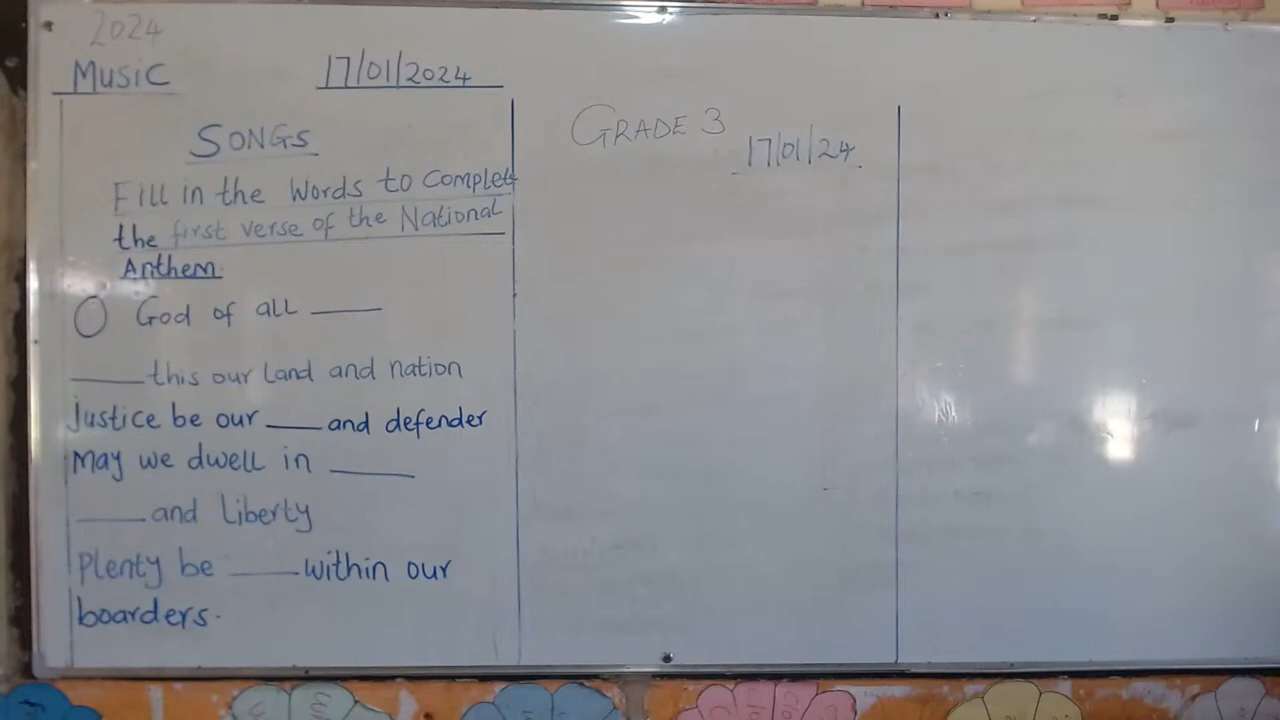 2024
Music 17/01/2024
SONGS
Fill in the Words to Complet
the first verse of the National
Anthem.
O God of all ____
____ this our land and nation
Justice be our ____ and defender
May we dwell in ____
____ and Liberty
Plenty be ____ within our
boarders.
GRADE 3
17/01/24